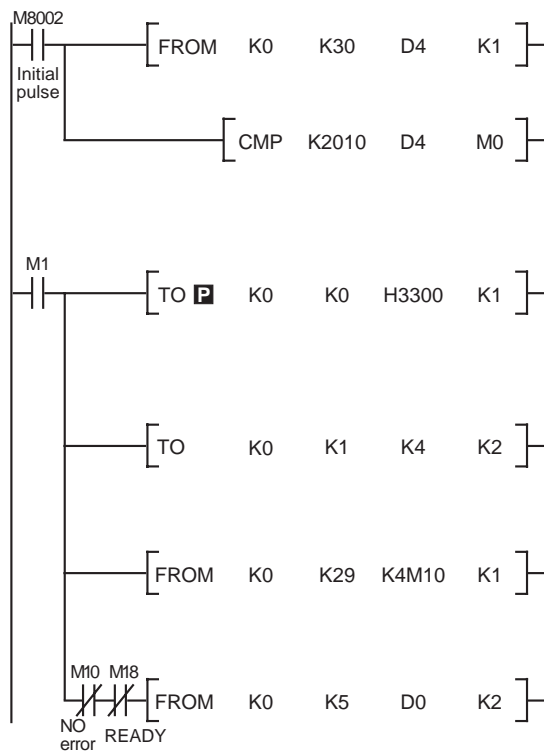 M8002
FROM K0 K30 D4 K1
Initial
pulse
CMP K2010 D4 M0
M1
TO P K0 K0 H3300 K1
TO K0 K1 K4 K2
FROM K0 K29 K4M10 K1
M10 M18
FROM K0 K5 D0 K2
NO
error
READY